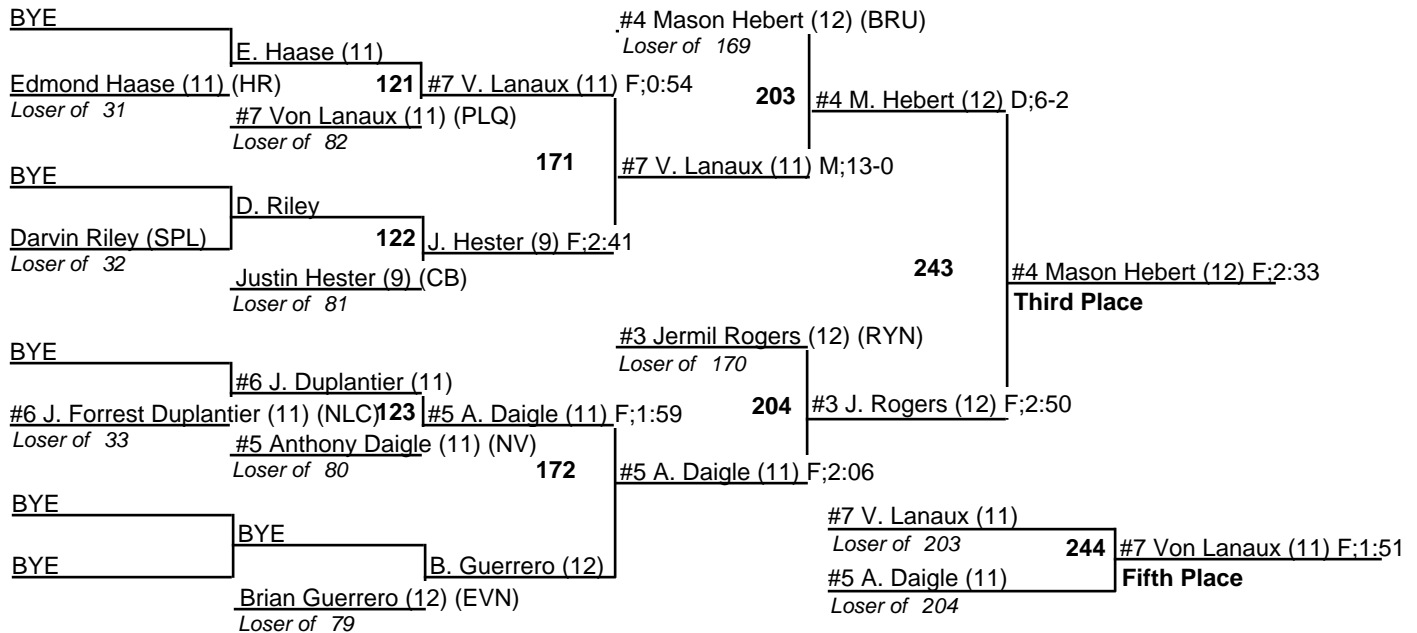 BYE
#4 Mason Hebert (12) (BRU)
Loser of 169
E. Haase (11)
Edmond Haase (11) (HR)
Loser of 31
121
#7 V. Lanaux (11) F;0:54
203
#4 M. Hebert (12) D;6-2
#7 Von Lanaux (11) (PLQ)
Loser of 82
171
#7 V. Lanaux (11) M;13-0
BYE
D. Riley
Darvin Riley (SPL)
Loser of 32
122
J. Hester (9) F;2:41
Justin Hester (9) (CB)
Loser of 81
243
#4 Mason Hebert (12) F;2:33
Third Place
#3 Jermil Rogers (12) (RYN)
Loser of 170
BYE
#6 J. Duplantier (11)
#6 J. Forrest Duplantier (11) (NLC)
Loser of 33
123
#5 A. Daigle (11) F;1:59
204
#3 J. Rogers (12) F;2:50
#5 Anthony Daigle (11) (NV)
Loser of 80
172
#5 A. Daigle (11) F;2:06
BYE
BYE
BYE
B. Guerrero (12)
Brian Guerrero (12) (EVN)
Loser of 79
#7 V. Lanaux (11)
Loser of 203
244
#7 Von Lanaux (11) F;1:51
Fifth Place
#5 A. Daigle (11)
Loser of 204